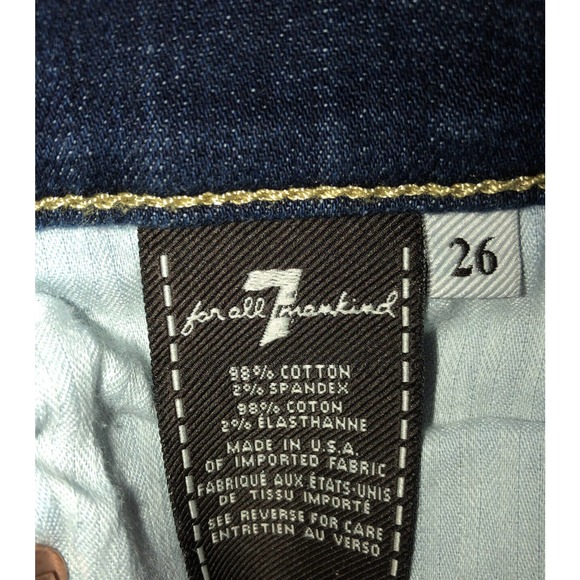 7
for all mankind
26
98% COTTON
2% SPANDEX
98% COTON
2% ÉLASTHANNE
MADE IN U.S.A.
OF IMPORTED FABRIC
FABRIQUÉ AUX ÉTATS-UNIS
DE TISSU IMPORTÉ
SEE REVERSE FOR CARE
ENTRETIEN AU VERSO